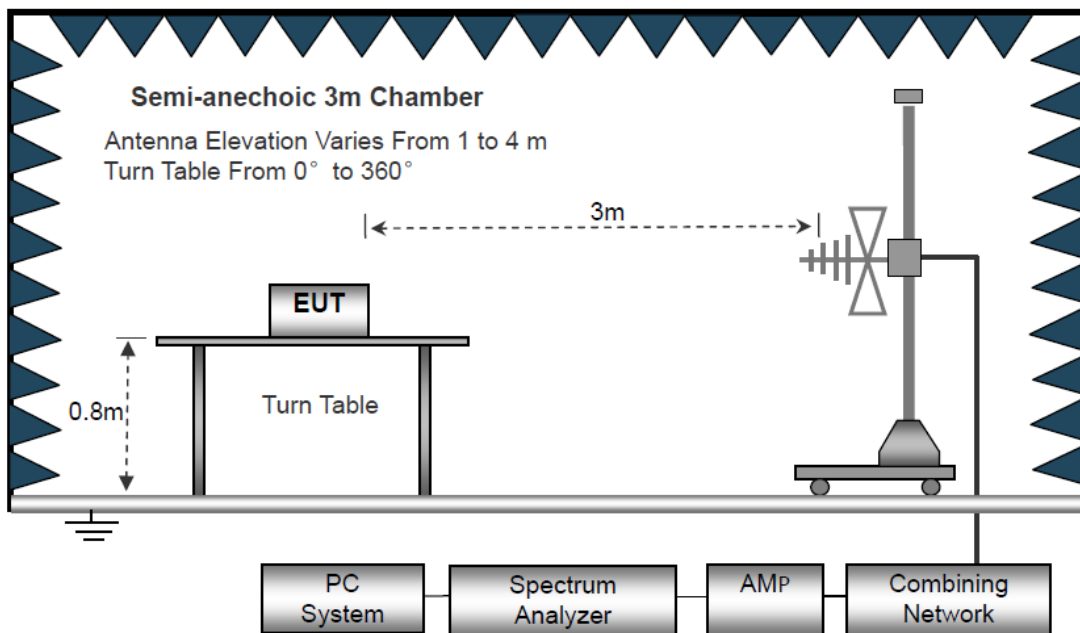 Semi-anechoic 3m Chamber
Antenna Elevation Varies From 1 to 4 m
Turn Table From 0° to 360°
3m
EUT
0.8m
Turn Table
PC
System
Spectrum
Analyzer
AMP
Combining
Network